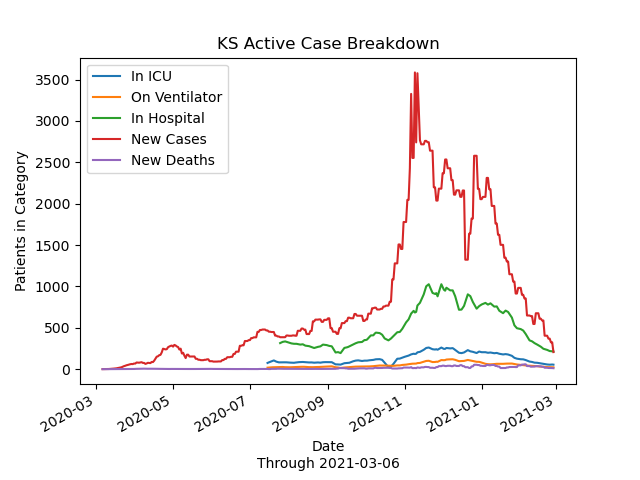 KS Active Case Breakdown
In ICU
On Ventilator
In Hospital
New Cases
New Deaths
Patients in Category
3500
3000
2500
2000
1500
1000
500
0
2020-03
2020-05
2020-07
2020-09
2020-11
2021-01
2021-03
Date
Through 2021-03-06